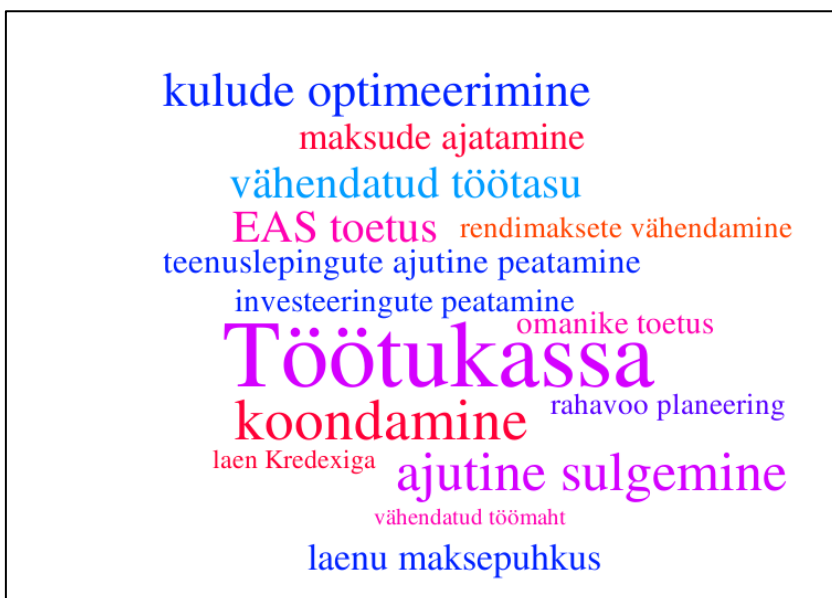 kulude optimeerimine
maksude ajatamine
vähendatud töötasu
EAS toetus
rendimaksete vähendamine
teenuslepingute ajutine peatamine
investeeringute peatamine
omanike toetus
Töötukassa
koondamine
rahavoo planeering
laen Kredexiga
ajutine sulgemine
vähendatud töömaht
laenu maksepuhkus